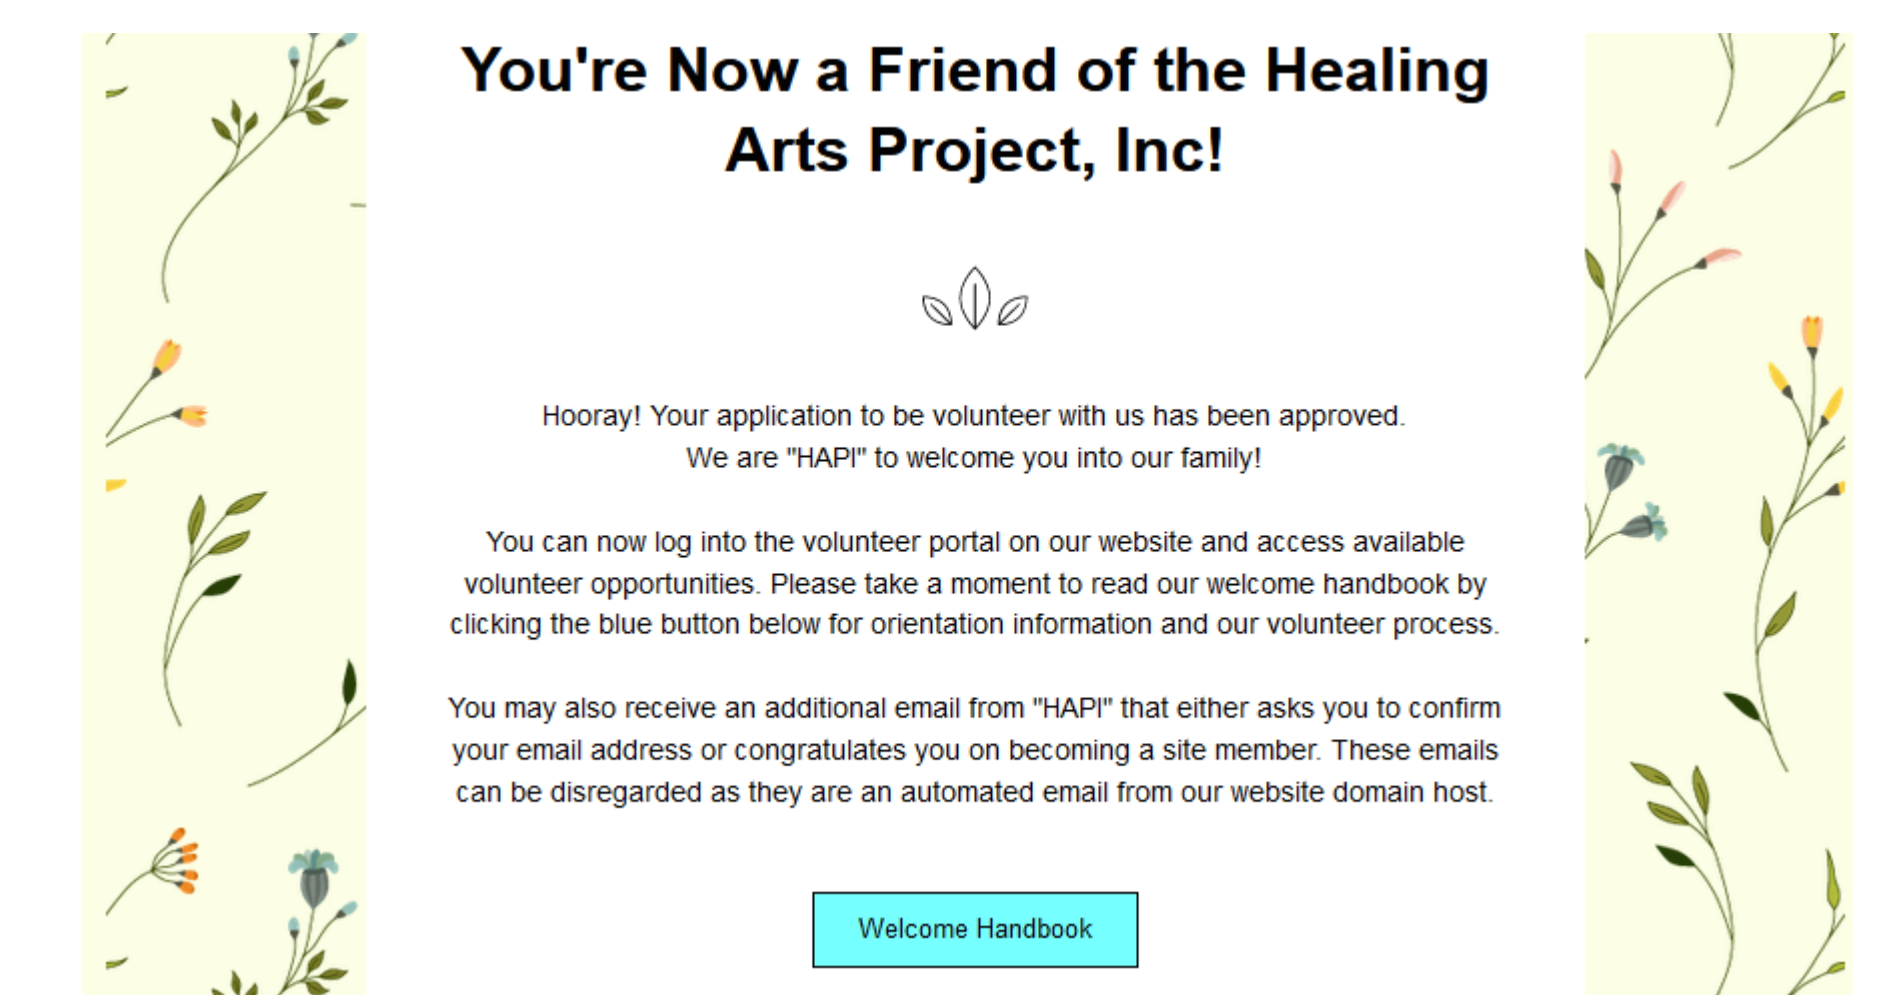 You're Now a Friend of the Healing
Arts Project, Inc!
Hooray! Your application to be volunteer with us has been approved.
We are "HAPI" to welcome you into our family!
You can now log into the volunteer portal on our website and access available
volunteer opportunities. Please take a moment to read our welcome handbook by
clicking the blue button below for orientation information and our volunteer process.
You may also receive an additional email from "HAPI" that either asks you to confirm
your email address or congratulates you on becoming a site member. These emails
can be disregarded as they are an automated email from our website domain host.
Welcome Handbook